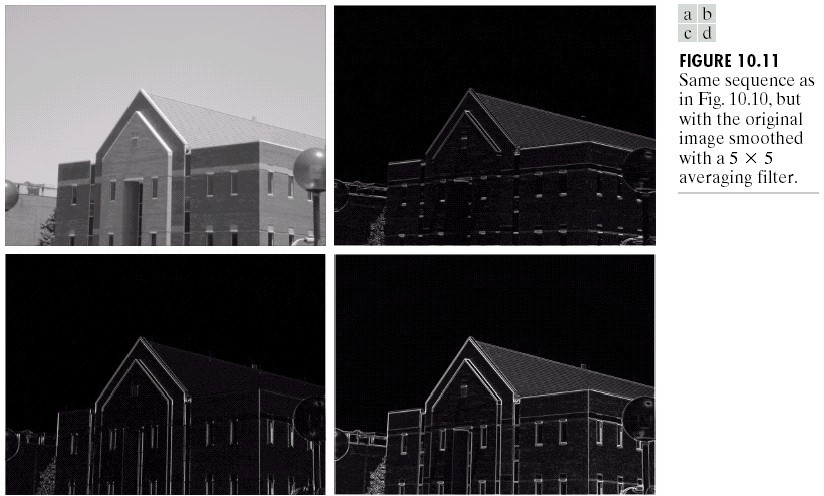 a b
c d
FIGURE 10.11
Same sequence as
in Fig. 10.10, but
with the original
image smoothed
with a 5 × 5
averaging filter.